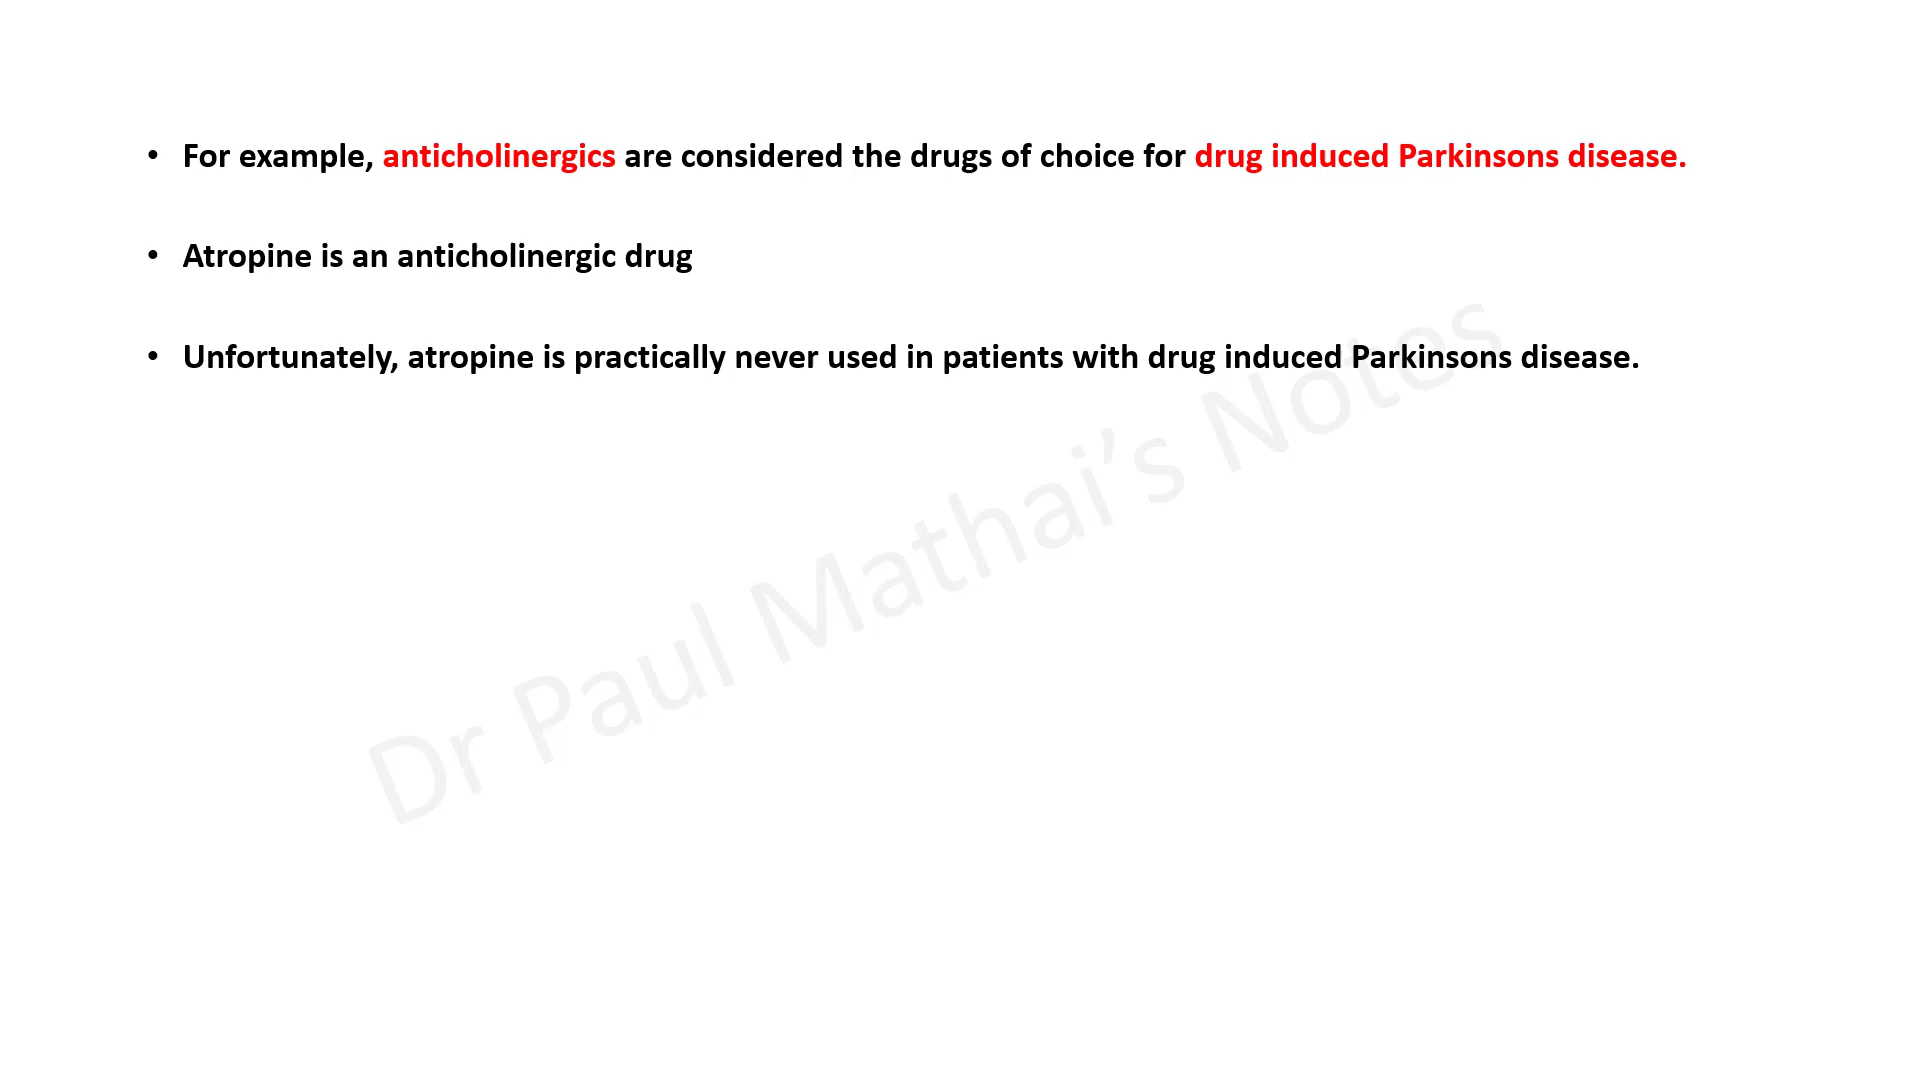 • For example, anticholinergics are considered the drugs of choice for drug induced Parkinsons disease.
• Atropine is an anticholinergic drug
• Unfortunately, atropine is practically never used in patients with drug induced Parkinsons disease.
Dr Paul Mathai’s Notes